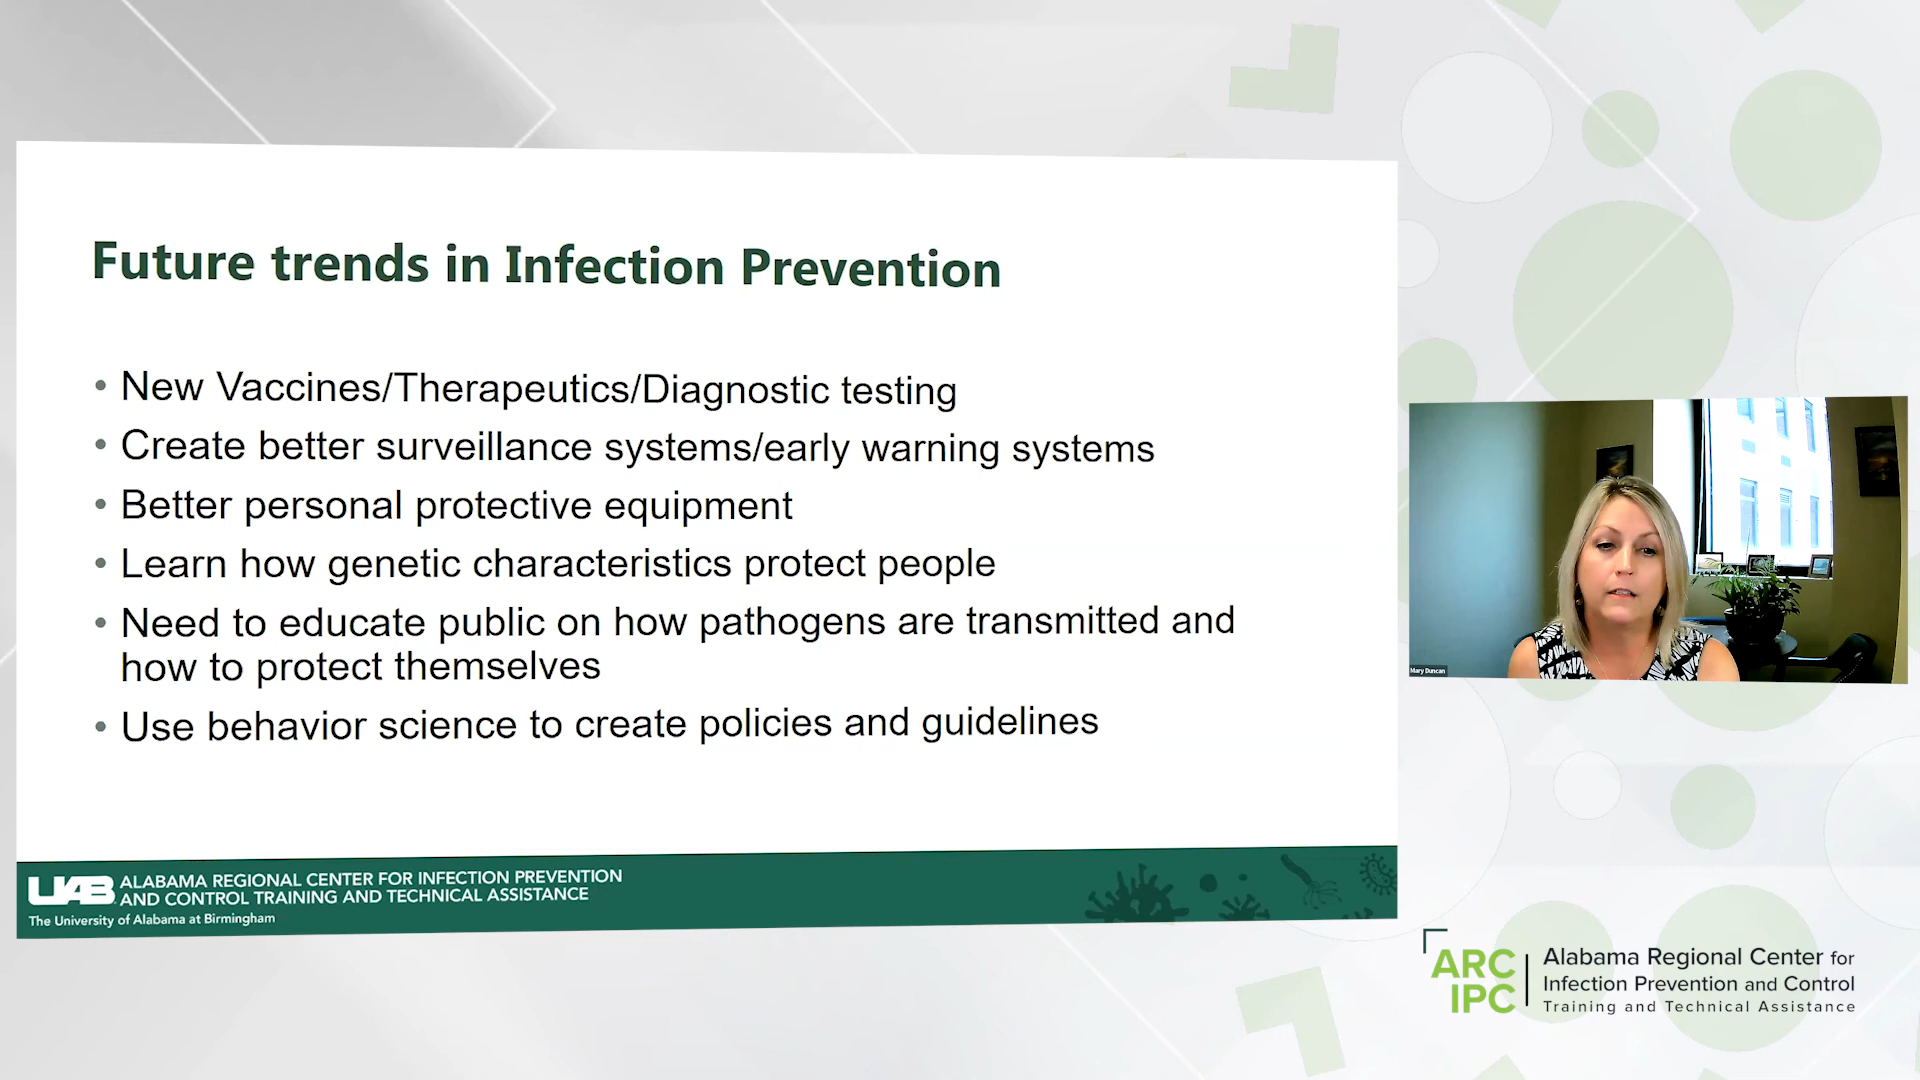 Future trends in Infection Prevention
• New Vaccines/Therapeutics/Diagnostic testing
• Create better surveillance systems/early warning systems
• Better personal protective equipment
• Learn how genetic characteristics protect people
• Need to educate public on how pathogens are transmitted and
how to protect themselves
• Use behavior science to create policies and guidelines
UAB ALABAMA REGIONAL CENTER FOR INFECTION PREVENTION
AND CONTROL TRAINING AND TECHNICAL ASSISTANCE
The University of Alabama at Birmingham
Mary Duncan
ARC
IPC
Alabama Regional Center for
Infection Prevention and Control
Training and Technical Assistance